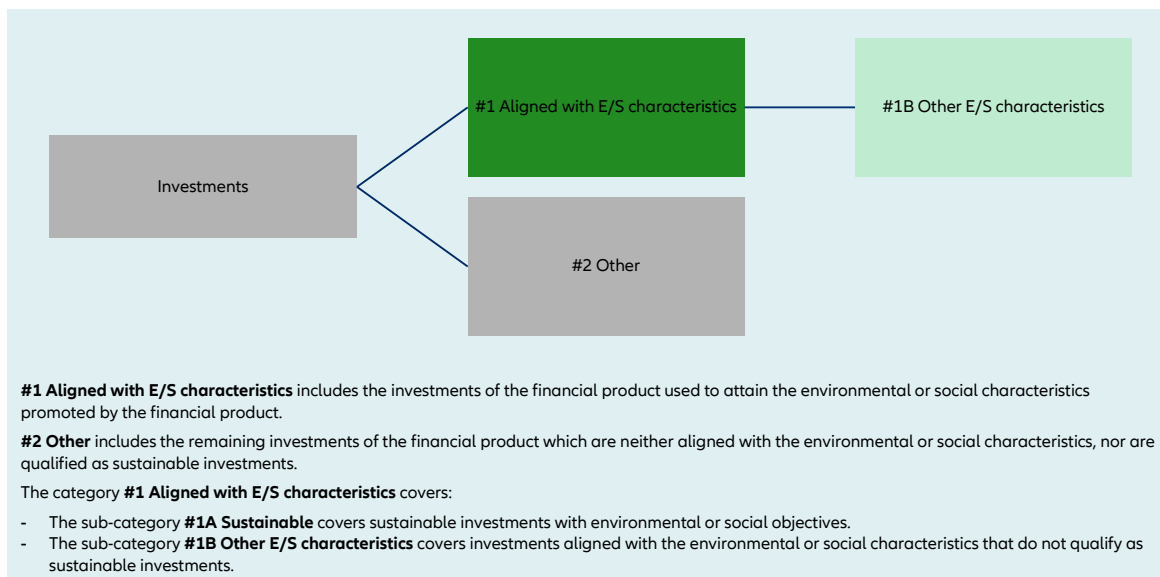 #1 Aligned with E/S characteristics
#1B Other E/S characteristics
Investments
#2 Other
#1 Aligned with E/S characteristics includes the investments of the financial product used to attain the environmental or social characteristics
promoted by the financial product.
#2 Other includes the remaining investments of the financial product which are neither aligned with the environmental or social characteristics, nor are
qualified as sustainable investments.
The category #1 Aligned with E/S characteristics covers:
- The sub-category #1A Sustainable covers sustainable investments with environmental or social objectives.
- The sub-category #1B Other E/S characteristics covers investments aligned with the environmental or social characteristics that do not qualify as
sustainable investments.